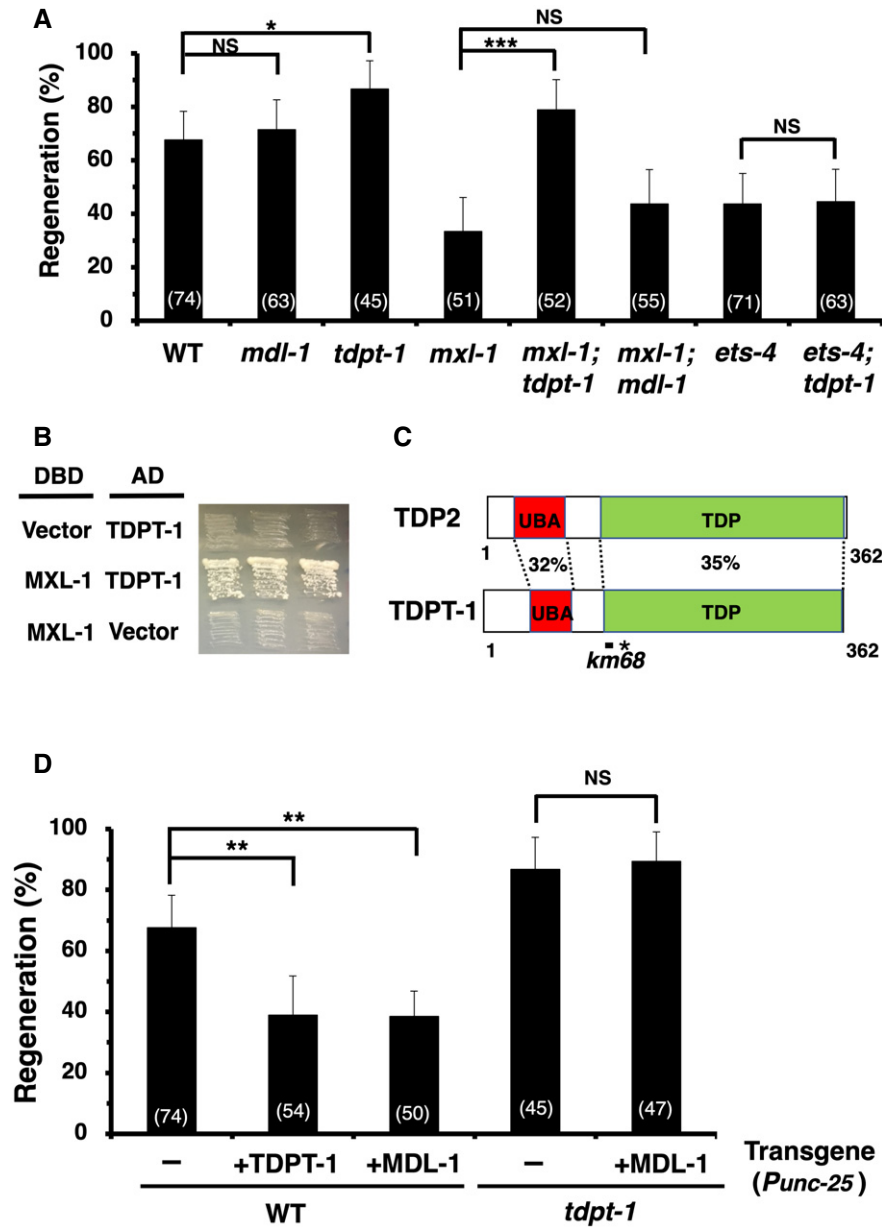 A
Regeneration (%)
100
80
60
40
20
0
NS
*
NS
***
NS
(74)
(63)
(45)
(51)
(52)
(55)
(71)
(63)
WT
mdl-1
tdpt-1
mxl-1
mxl-1;
tdpt-1
mxl-1;
mdl-1
ets-4
ets-4;
tdpt-1
B
DBD AD
Vector TDPT-1
MXL-1 TDPT-1
MXL-1 Vector
C
TDP2
UBA
TDP
1
362
32%
35%
TDPT-1
UBA
TDP
1
362
*
km68
D
Regeneration (%)
100
80
60
40
20
0
**
**
NS
(74)
(54)
(50)
(45)
(47)
–
+TDPT-1
+MDL-1
–
+MDL-1
WT
tdpt-1
Transgene
(Punc-25)